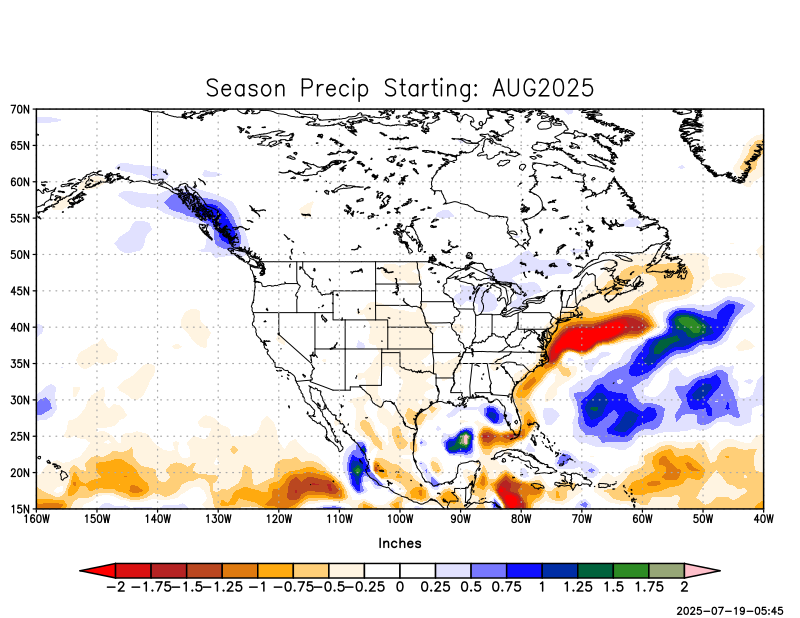 Season Precip Starting: AUG2025
70N
65N
60N
55N
50N
45N
40N
35N
30N
25N
20N
15N
160W 150W 140W 130W 120W 110W 100W 90W 80W 70W 60W 50W 40W
Inches
−2 −1.75 −1.5 −1.25 −1 −0.75 −0.5 −0.25 0 0.25 0.5 0.75 1 1.25 1.5 1.75 2
2025-07-19-05:45